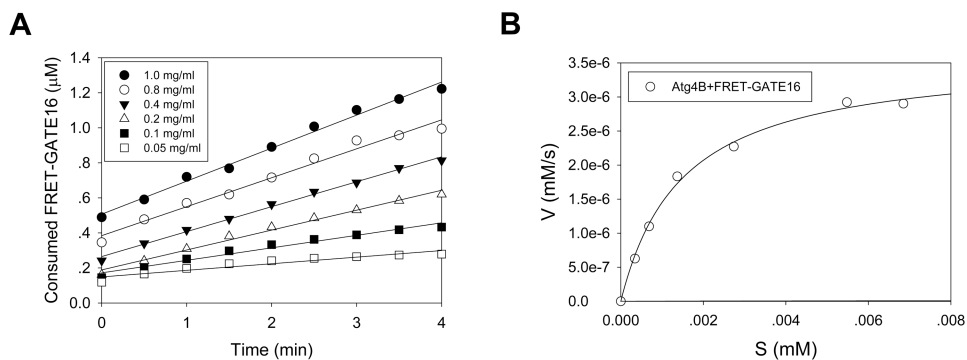 A
Consumed FRET-GATE16 (μM)
1.4
1.2
1.0
.8
.6
.4
.2
0.0
1.0 mg/ml
0.8 mg/ml
0.4 mg/ml
0.2 mg/ml
0.1 mg/ml
0.05 mg/ml
0 1 2 3 4
Time (min)
B
V (mM/s)
3.5e-6
3.0e-6
2.5e-6
2.0e-6
1.5e-6
1.0e-6
5.0e-7
0.0
Atg4B+FRET-GATE16
0.000 .002 .004 .006 .008
S (mM)